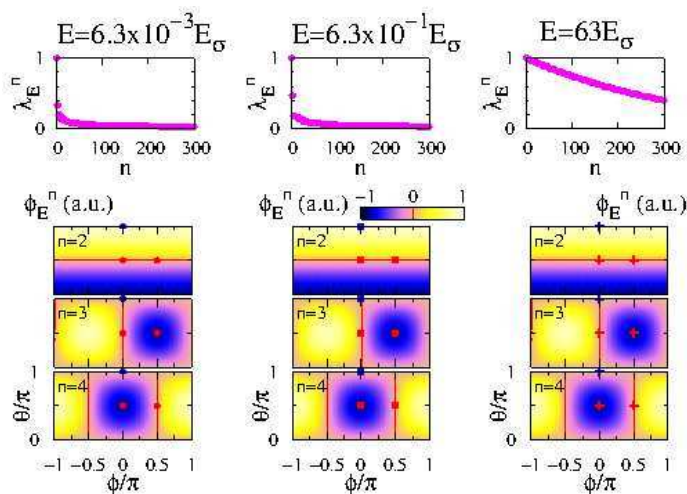 E=6.3x10⁻³E_σ E=6.3x10⁻¹E_σ E=63E_σ
λ_E^n 1 0 λ_E^n 1 0 λ_E^n 1 0
0 100 200 300 0 100 200 300 0 100 200 300
n n n
ϕ_E^n (a.u.) ϕ_E^n (a.u.) −1 0 1 ϕ_E^n (a.u.)
n=2 n=2 n=2
n=3 n=3 n=3
θ/π 1 0 n=4 θ/π 1 0 n=4 θ/π 1 0 n=4
−1 −0.5 0 0.5 1 −1 −0.5 0 0.5 1 −1 −0.5 0 0.5 1
ϕ/π ϕ/π ϕ/π